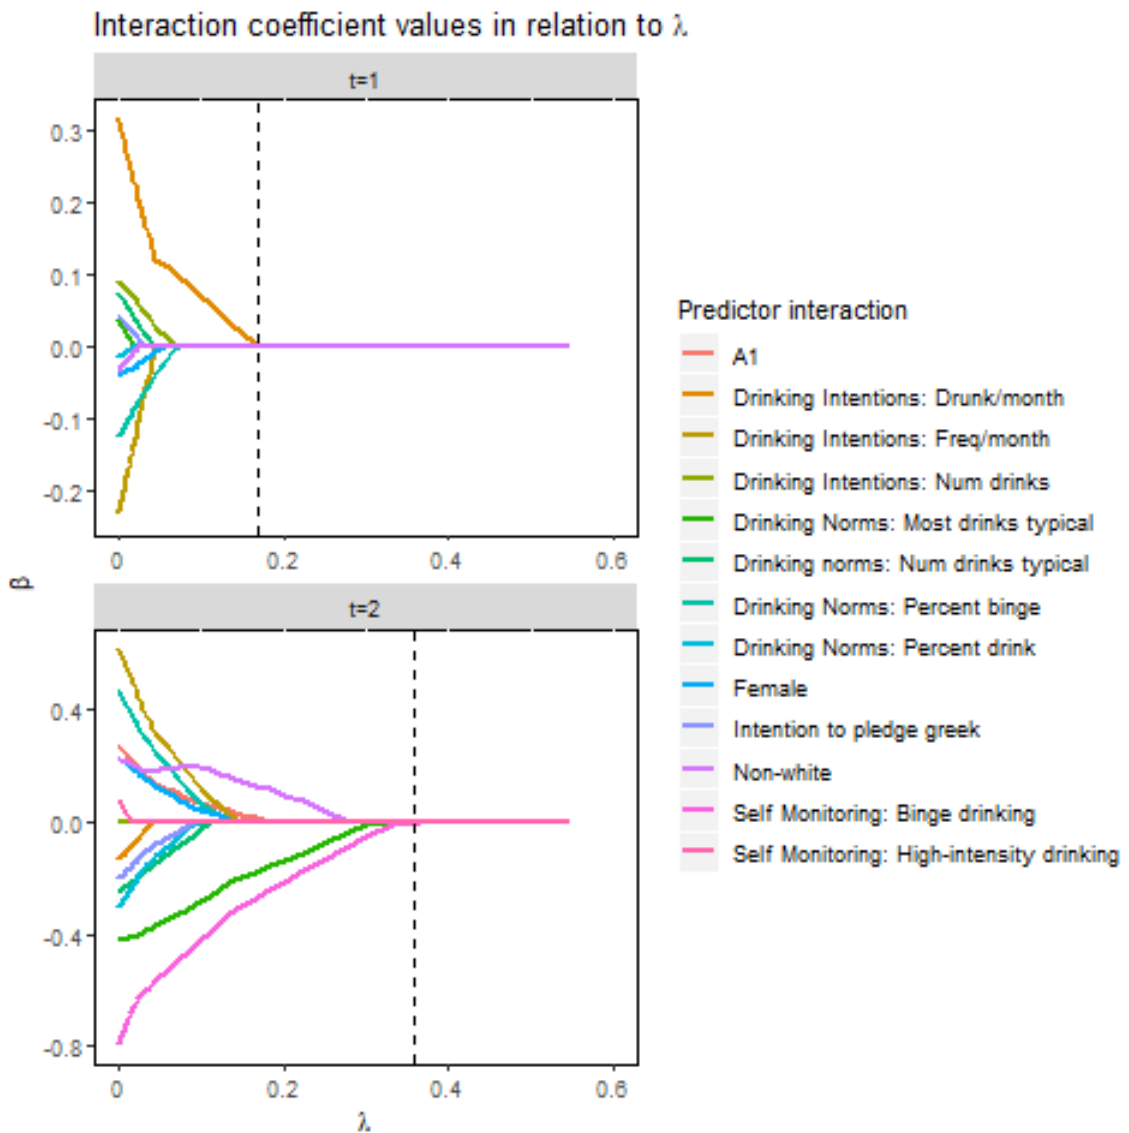 Interaction coefficient values in relation to λ
t=1
0.3
0.2
0.1
0.0
-0.1
-0.2
0 0.2 0.4 0.6
β
t=2
0.4
0.0
-0.4
-0.8
0 0.2 0.4 0.6
λ
Predictor interaction
A1
Drinking Intentions: Drunk/month
Drinking Intentions: Freq/month
Drinking Intentions: Num drinks
Drinking Norms: Most drinks typical
Drinking norms: Num drinks typical
Drinking Norms: Percent binge
Drinking Norms: Percent drink
Female
Intention to pledge greek
Non-white
Self Monitoring: Binge drinking
Self Monitoring: High-intensity drinking